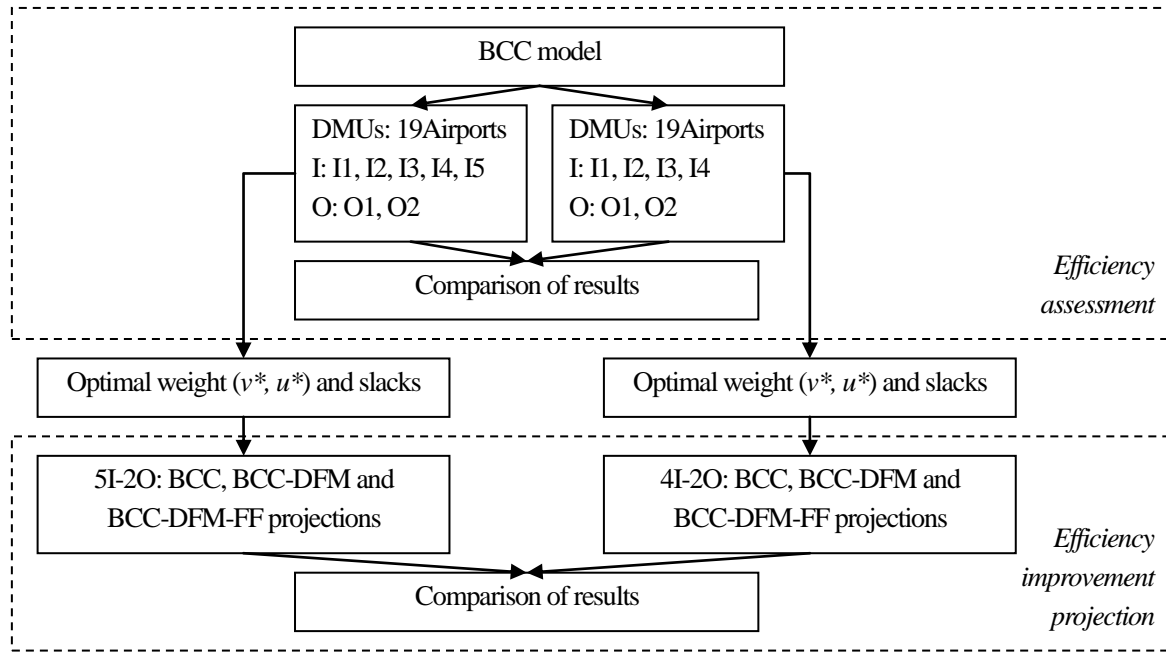 BCC model
DMUs: 19Airports
I: I1, I2, I3, I4, I5
O: O1, O2
DMUs: 19Airports
I: I1, I2, I3, I4
O: O1, O2
Comparison of results
Efficiency
assessment
Optimal weight (v*, u*) and slacks
Optimal weight (v*, u*) and slacks
5I-2O: BCC, BCC-DFM and
BCC-DFM-FF projections
4I-2O: BCC, BCC-DFM and
BCC-DFM-FF projections
Comparison of results
Efficiency
improvement
projection